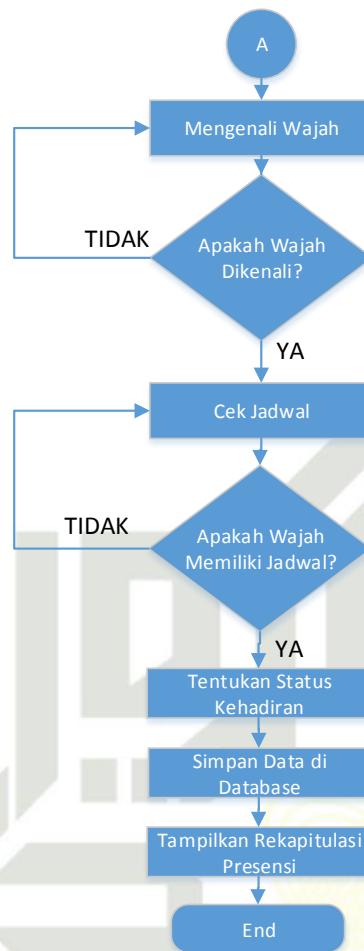 A
Mengenali Wajah
TIDAK
Apakah Wajah
Dikenali?
YA
Cek Jadwal
TIDAK
Apakah Wajah
Memiliki Jadwal?
YA
Tentukan Status
Kehadiran
Simpan Data di
Database
Tampilkan Rekapitulasi
Presensi
End